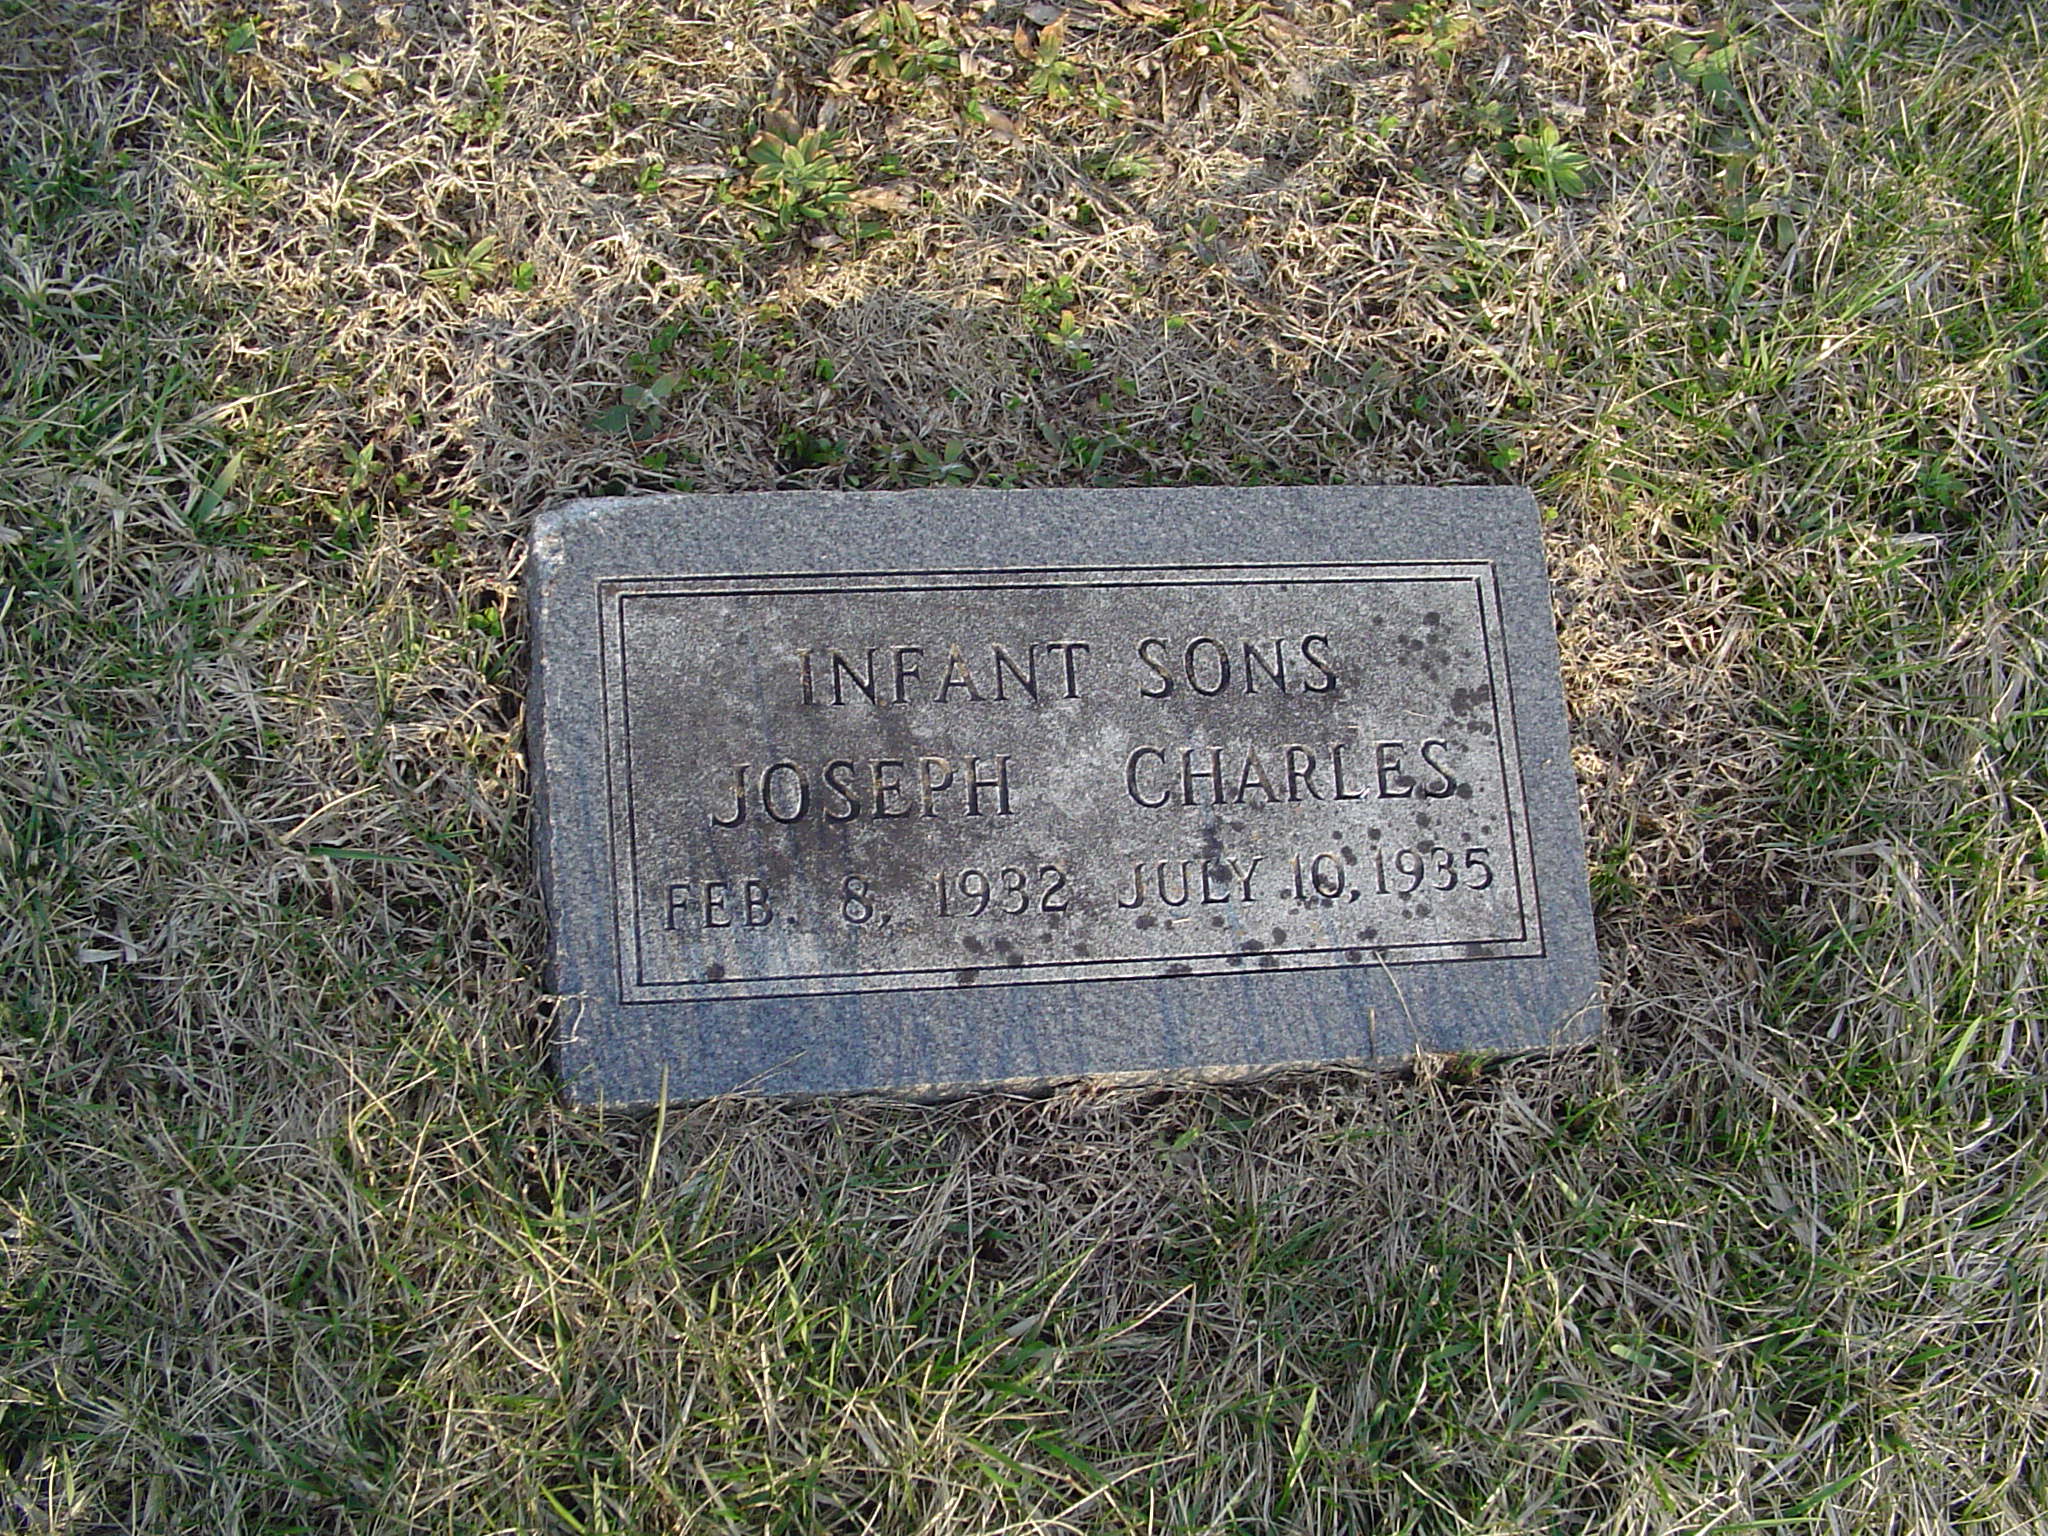 INFANT SONS
JOSEPH CHARLES
FEB. 8, 1932 JULY 10, 1935